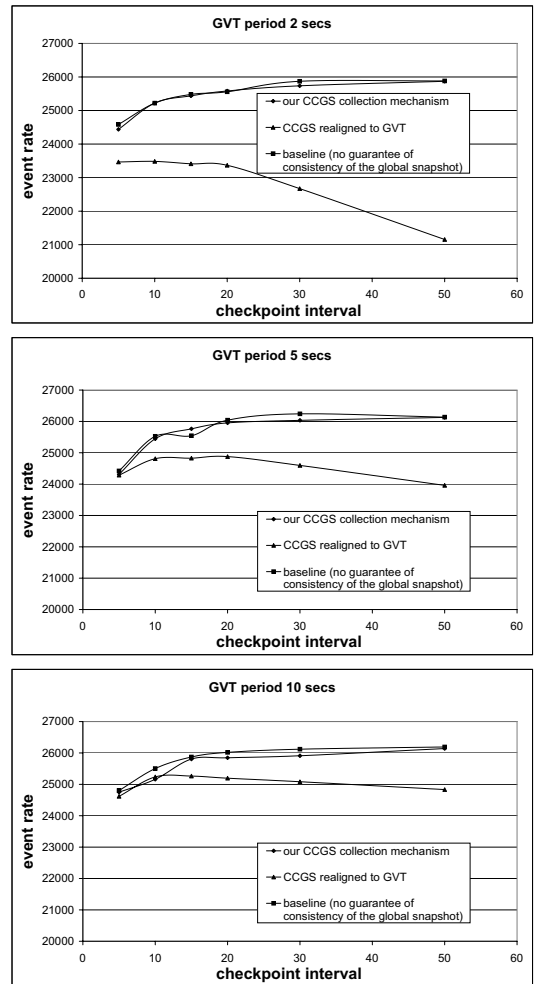 GVT period 2 secs
27000
26000
25000
24000
23000
22000
21000
20000
event rate
our CCGS collection mechanism
CCGS realigned to GVT
baseline (no guarantee of
consistency of the global snapshot)
0 10 20 30 40 50 60
checkpoint interval
GVT period 5 secs
27000
26000
25000
24000
23000
22000
21000
20000
event rate
our CCGS collection mechanism
CCGS realigned to GVT
baseline (no guarantee of
consistency of the global snapshot)
0 10 20 30 40 50 60
checkpoint interval
GVT period 10 secs
27000
26000
25000
24000
23000
22000
21000
20000
event rate
our CCGS collection mechanism
CCGS realigned to GVT
baseline (no guarantee of
consistency of the global snapshot)
0 10 20 30 40 50 60
checkpoint interval